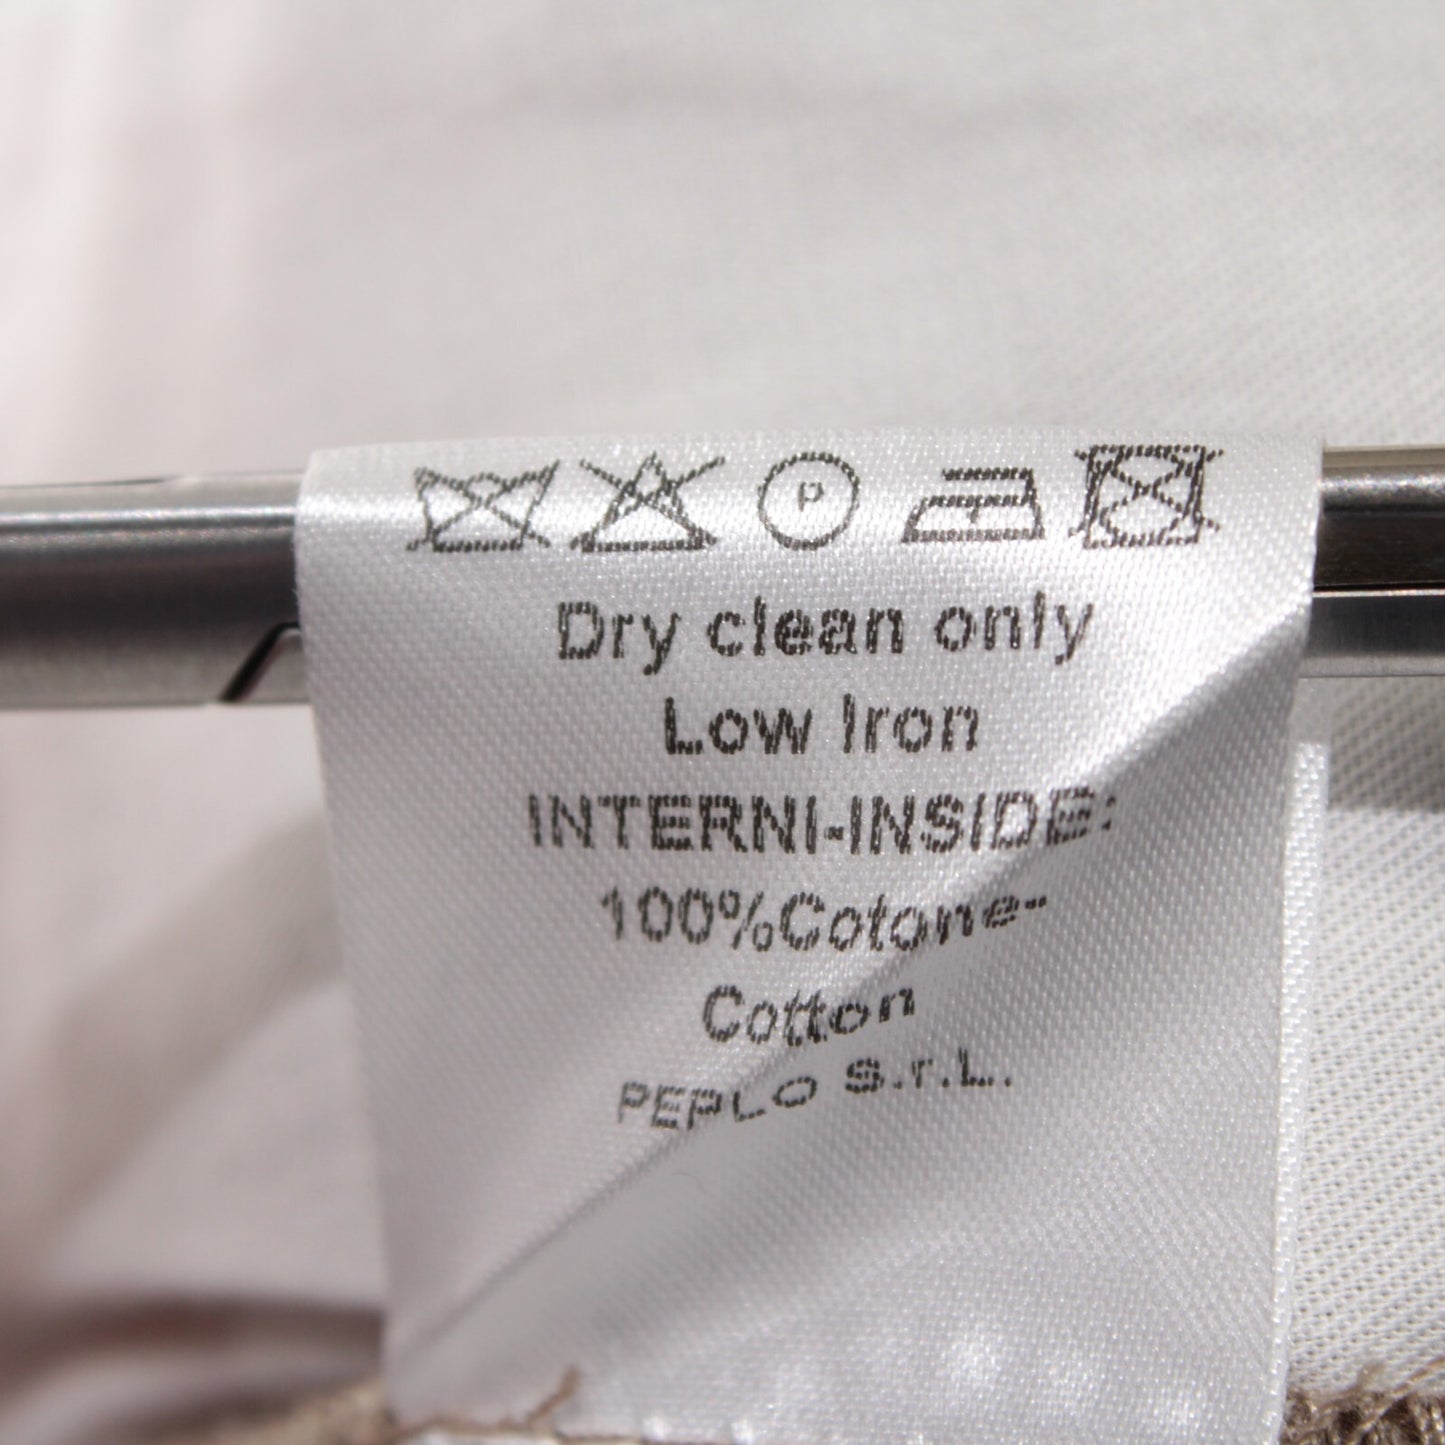 P
Dry clean only
Low Iron
INTERNI-INSIDE:
100%Cotone-
Cotton
PEPLO S.r.L.